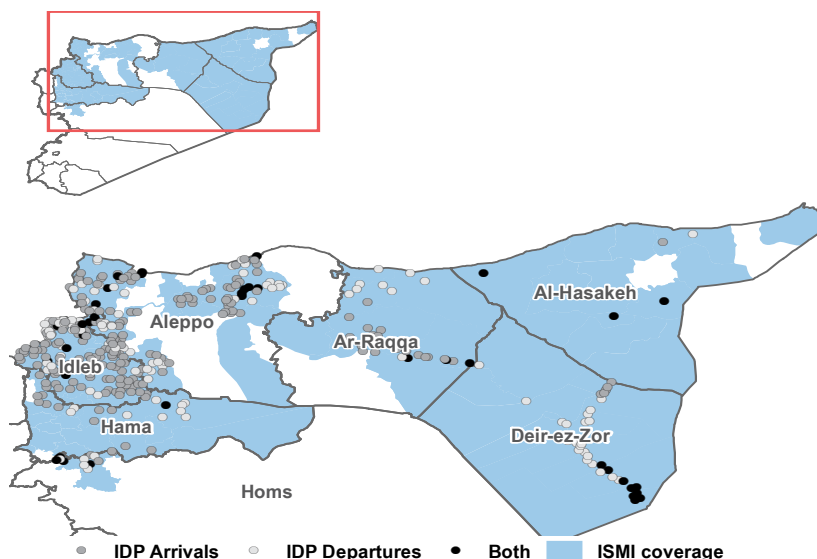 Al-Hasakeh
Aleppo
Ar-Raqqa
Idleb
Hama
Deir-ez-Zor
Homs
IDP Arrivals IDP Departures Both ISMI coverage